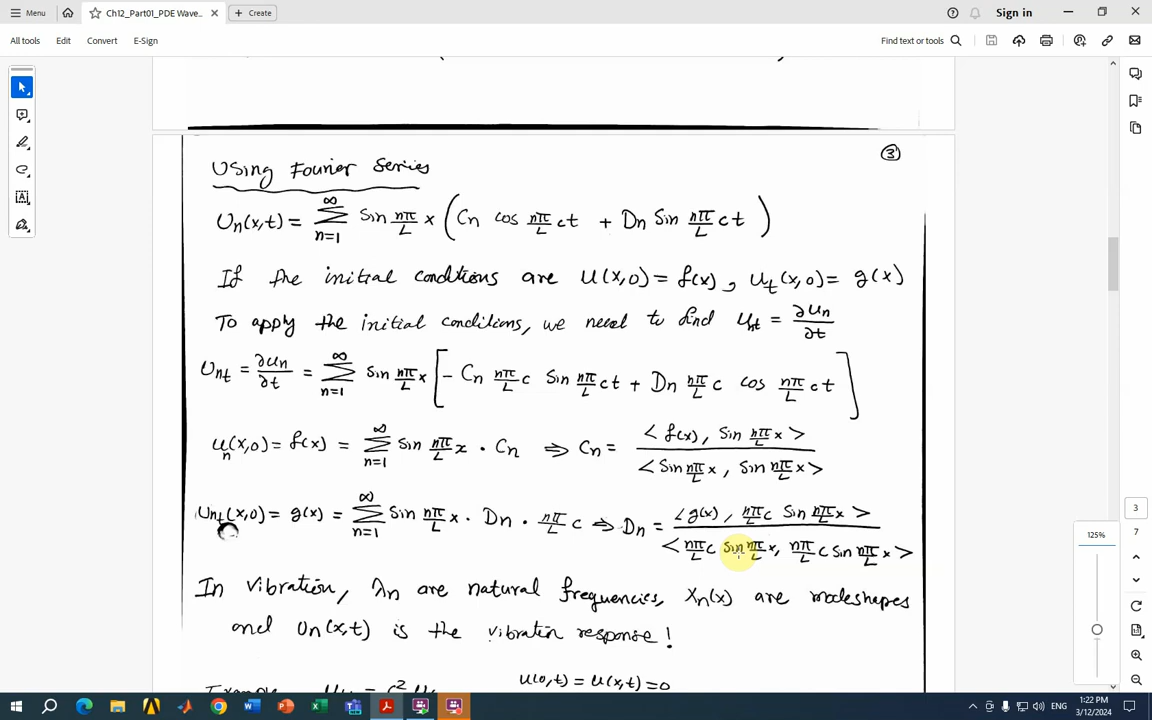 Menu
Ch12_Part01_PDE Wave...
Create
Sign in
All tools
Edit
Convert
E-Sign
Find text or tools
③
Using Fourier Series
Un(x,t) = ∞ Σ n=1 Sin nπ/L x (Cn cos nπ/L ct + Dn Sin nπ/L ct)
If the initial conditions are u(x,0) = f(x), ut(x,0) = g(x)
To apply the initial conditions, we need to find unt = ∂un/∂t
Unt = ∂un/∂t = ∞ Σ n=1 Sin nπ/L x [- Cn nπ/L c Sin nπ/L ct + Dn nπ/L c cos nπ/L ct]
un(x,0) = f(x) = ∞ Σ n=1 Sin nπ/L x · Cn ⇒ Cn = <f(x), Sin nπ/L x> / <Sin nπ/L x, Sin nπ/L x>
Unt(x,0) = g(x) = ∞ Σ n=1 Sin nπ/L x · Dn · nπ/L c ⇒ Dn = <g(x), nπ/L c Sin nπ/L x> / <nπ/L c Sin nπ/L x, nπ/L c Sin nπ/L x>
In vibration, λn are natural frequencies, Xn(x) are modeshapes
and Un(x,t) is the vibration response!
u(0,t) = u(x,t) = 0
3
7
125%
ENG
1:22 PM
3/12/2024